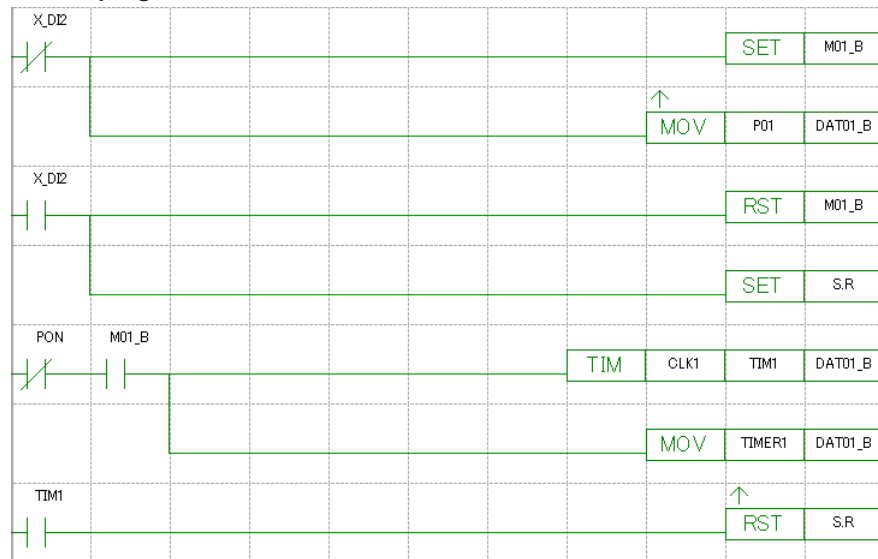 X_DI2
SET M01_B
MOV P01 DAT01_B
X_DI2
RST M01_B
SET S.R
PON M01_B
TIM CLK1 TIM1 DAT01_B
MOV TIMER1 DAT01_B
TIM1
RST S.R